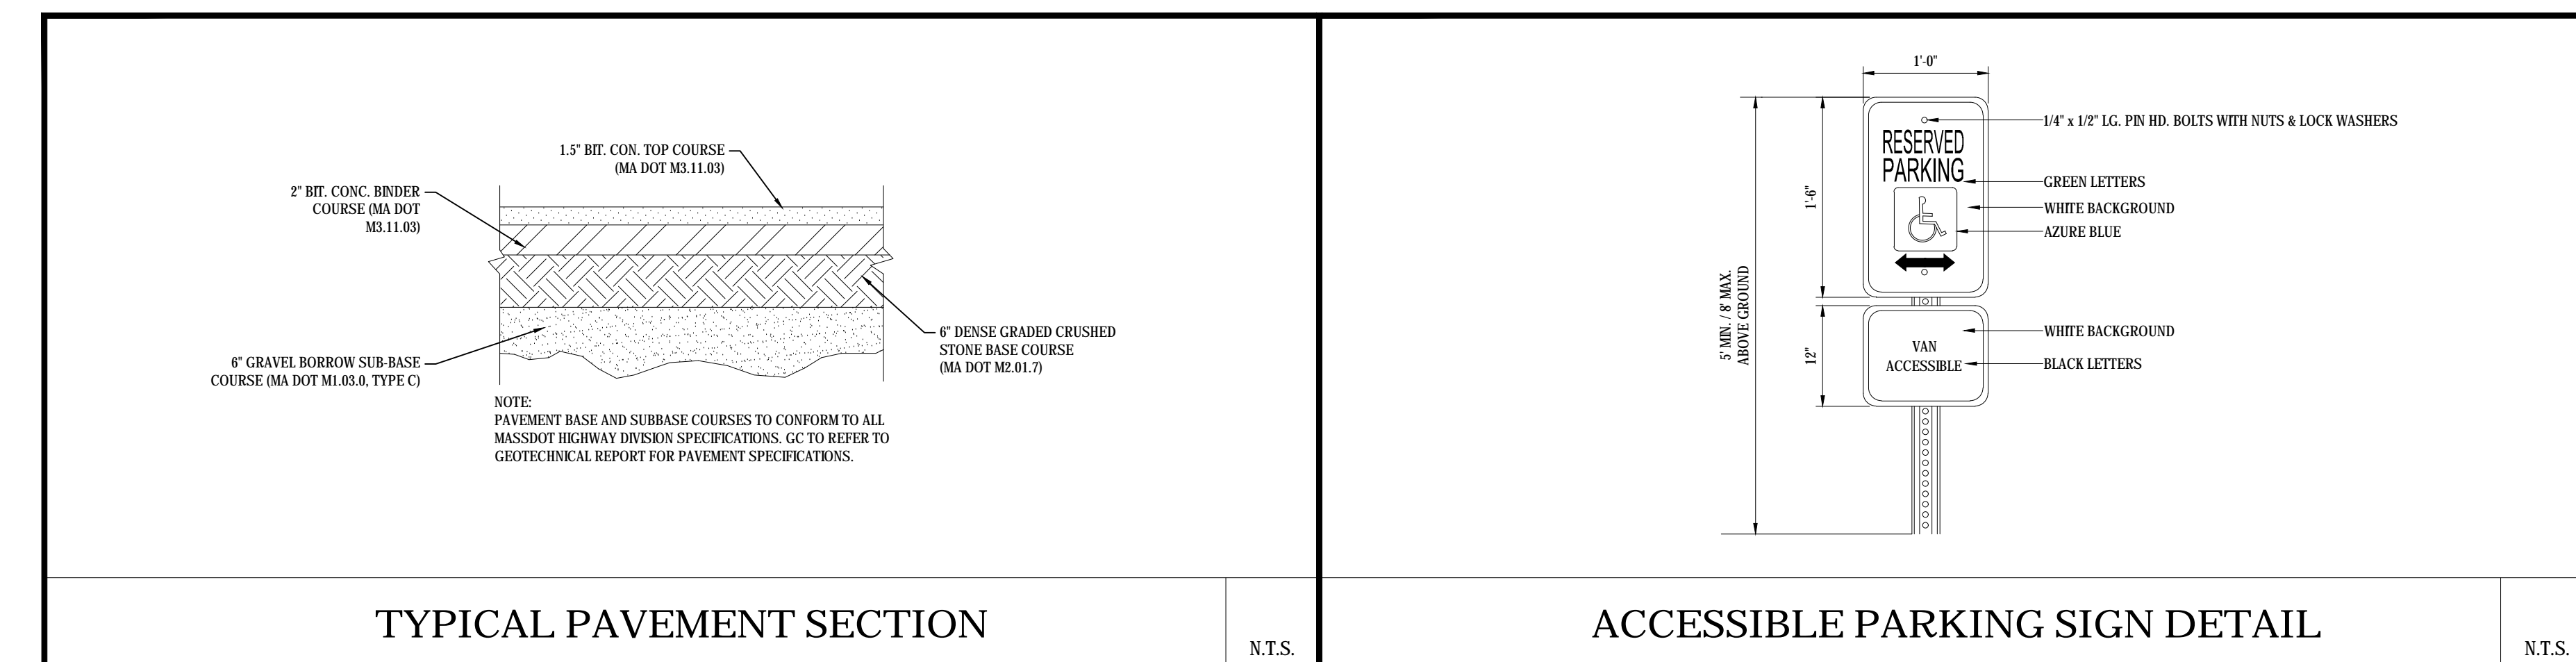 1.5" BIT. CON. TOP COURSE
(MA DOT M3.11.03)
2" BIT. CONC. BINDER
COURSE (MA DOT
M3.11.03)
6" DENSE GRADED CRUSHED
STONE BASE COURSE
(MA DOT M2.01.7)
6" GRAVEL BORROW SUB-BASE
COURSE (MA DOT M1.03.0, TYPE C)
NOTE:
PAVEMENT BASE AND SUBBASE COURSES TO CONFORM TO ALL
MASSDOT HIGHWAY DIVISION SPECIFICATIONS. GC TO REFER TO
GEOTECHNICAL REPORT FOR PAVEMENT SPECIFICATIONS.
TYPICAL PAVEMENT SECTION
N.T.S.
1'-0"
1/4" x 1/2" LG. PIN HD. BOLTS WITH NUTS & LOCK WASHERS
RESERVED
PARKING
GREEN LETTERS
1'-6"
WHITE BACKGROUND
AZURE BLUE
5' MIN. / 8' MAX.
ABOVE GROUND
WHITE BACKGROUND
12"
VAN
ACCESSIBLE
BLACK LETTERS
ACCESSIBLE PARKING SIGN DETAIL
N.T.S.